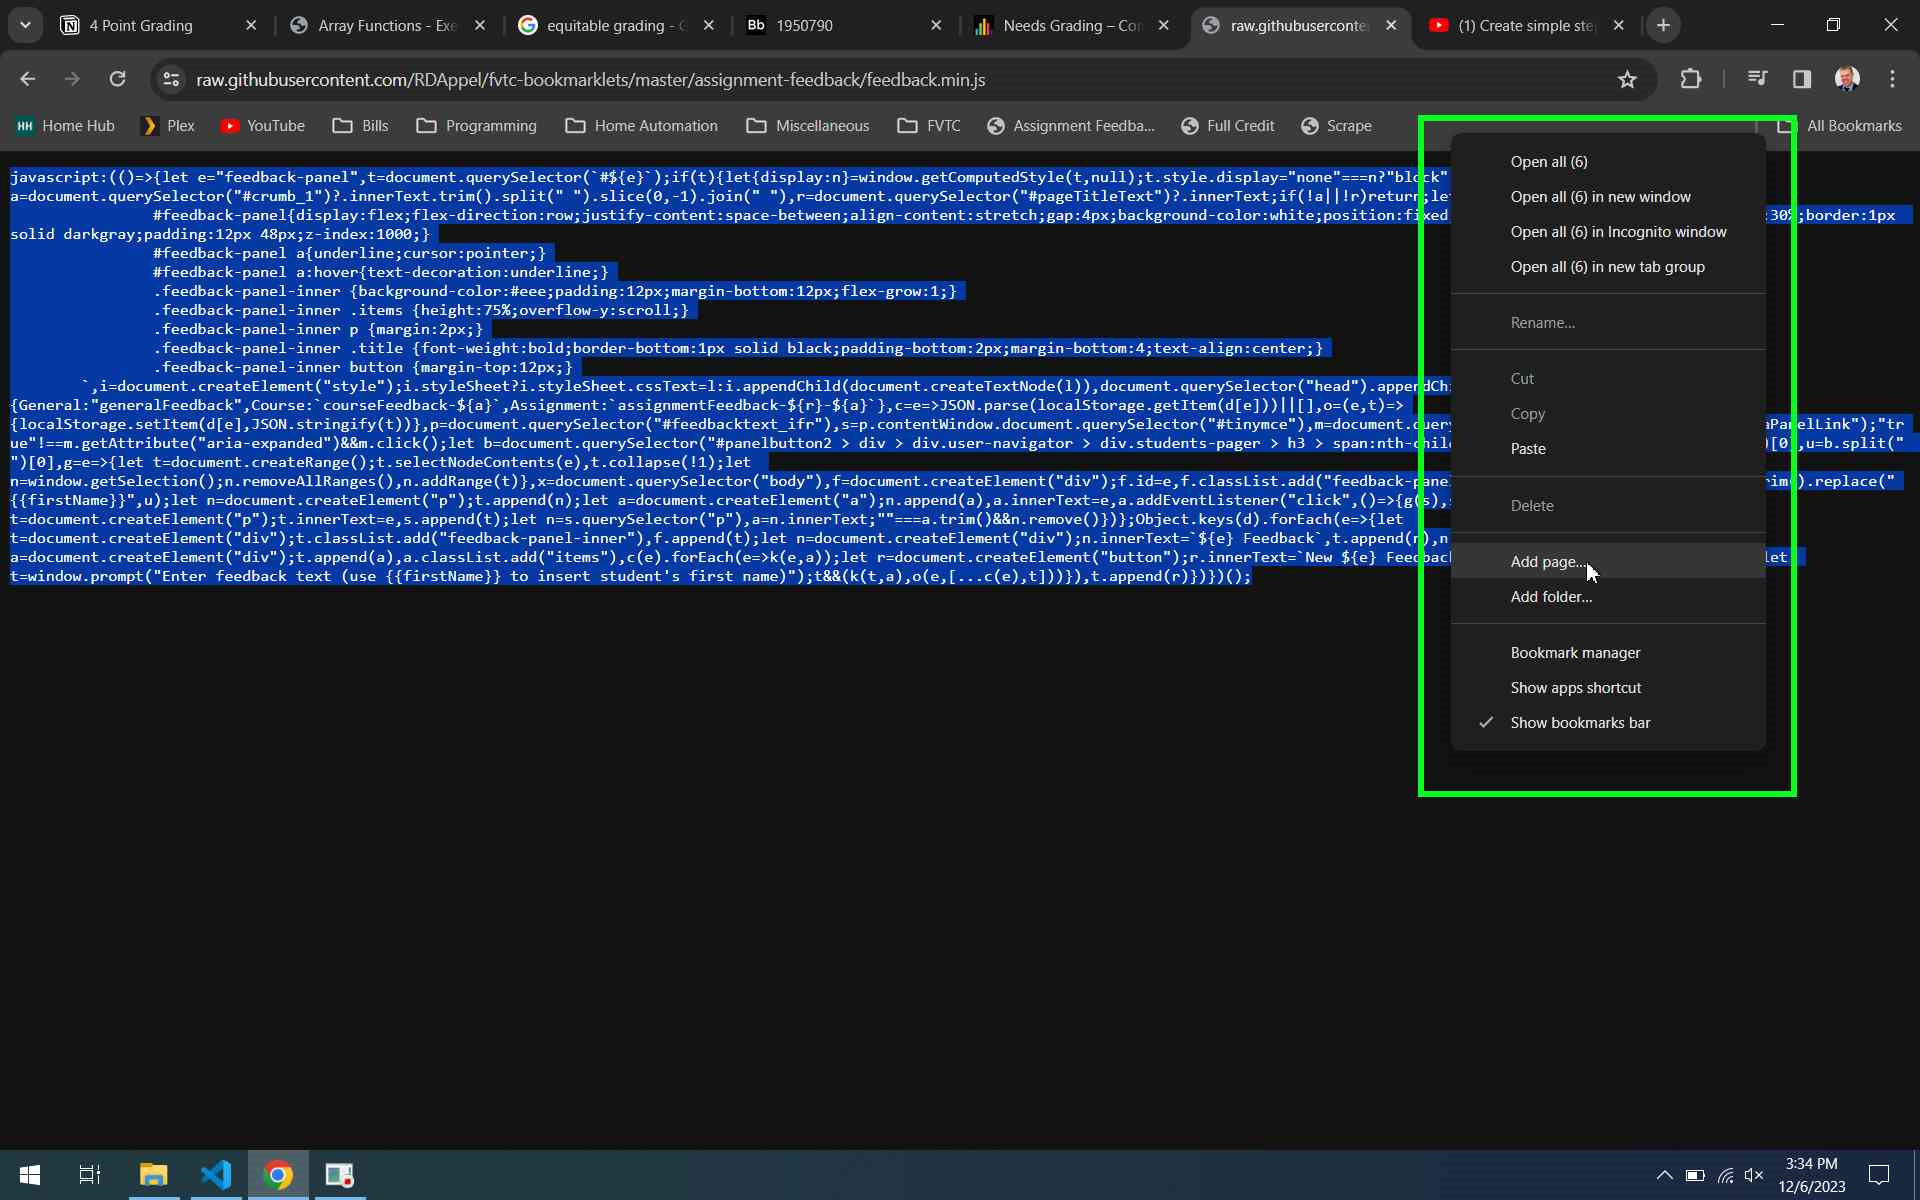 4 Point Grading
Array Functions - Exe
equitable grading - G
Bb 1950790
Needs Grading – Con
raw.githubuserconte
(1) Create simple ste
raw.githubusercontent.com/RDAppel/fvtc-bookmarklets/master/assignment-feedback/feedback.min.js
HH Home Hub
Plex
YouTube
Bills
Programming
Home Automation
Miscellaneous
FVTC
Assignment Feedba...
Full Credit
Scrape
All Bookmarks
javascript:(()=>{let e="feedback-panel",t=document.querySelector(`#${e}`);if(t){let{display:n}=window.getComputedStyle(t,null);t.style.display="none"===n?"block"
a=document.querySelector("#crumb_1")?.innerText.trim().split(" ").slice(0,-1).join(" "),r=document.querySelector("#pageTitleText")?.innerText;if(!a||!r)return;le
#feedback-panel{display:flex;flex-direction:row;justify-content:space-between;align-content:stretch;gap:4px;background-color:white;position:fixed :30%;border:1px
solid darkgray;padding:12px 48px;z-index:1000;}
#feedback-panel a{underline;cursor:pointer;}
#feedback-panel a:hover{text-decoration:underline;}
.feedback-panel-inner {background-color:#eee;padding:12px;margin-bottom:12px;flex-grow:1;}
.feedback-panel-inner .items {height:75%;overflow-y:scroll;}
.feedback-panel-inner p {margin:2px;}
.feedback-panel-inner .title {font-weight:bold;border-bottom:1px solid black;padding-bottom:2px;margin-bottom:4;text-align:center;}
.feedback-panel-inner button {margin-top:12px;}
`,i=document.createElement("style");i.styleSheet?i.styleSheet.cssText=l:i.appendChild(document.createTextNode(l)),document.querySelector("head").appendCh
{General:"generalFeedback",Course:`courseFeedback-${a}`,Assignment:`assignmentFeedback-${r}-${a}`},c=e=>JSON.parse(localStorage.getItem(d[e]))||[],o=(e,t)=>
{localStorage.setItem(d[e],JSON.stringify(t))},p=document.querySelector("#feedbacktext_ifr"),s=p.contentWindow.document.querySelector("#tinymce"),m=document.quer aPanelLink");"tr
ue"!==m.getAttribute("aria-expanded")&&m.click();let b=document.querySelector("#panelbutton2 > div > div.user-navigator > div.students-pager > h3 > span:nth-chil )[0],u=b.split("
")[0],g=e=>{let t=document.createRange();t.selectNodeContents(e),t.collapse(!1);let
n=window.getSelection();n.removeAllRanges(),n.addRange(t)},x=document.querySelector("body"),f=document.createElement("div");f.id=e,f.classList.add("feedback-pane rim().replace("
{{firstName}}",u);let n=document.createElement("p");t.append(n);let a=document.createElement("a");n.append(a),a.innerText=e,a.addEventListener("click",()=>{g(s),
t=document.createElement("p");t.innerText=e,s.append(t);let n=s.querySelector("p"),a=n.innerText;""===a.trim()&&n.remove()})};Object.keys(d).forEach(e=>{let
t=document.createElement("div");t.classList.add("feedback-panel-inner"),f.append(t);let n=document.createElement("div");n.innerText=`${e} Feedback`,t.append(n),n
a=document.createElement("div");t.append(a),a.classList.add("items"),c(e).forEach(e=>k(e,a));let r=document.createElement("button");r.innerText=`New ${e} Feedbac let
t=window.prompt("Enter feedback text (use {{firstName}} to insert student's first name)");t&&(k(t,a),o(e,[...c(e),t]))}),t.append(r)})})();
Open all (6)
Open all (6) in new window
Open all (6) in Incognito window
Open all (6) in new tab group
Rename...
Cut
Copy
Paste
Delete
Add page...
Add folder...
Bookmark manager
Show apps shortcut
Show bookmarks bar
3:34 PM
12/6/2023